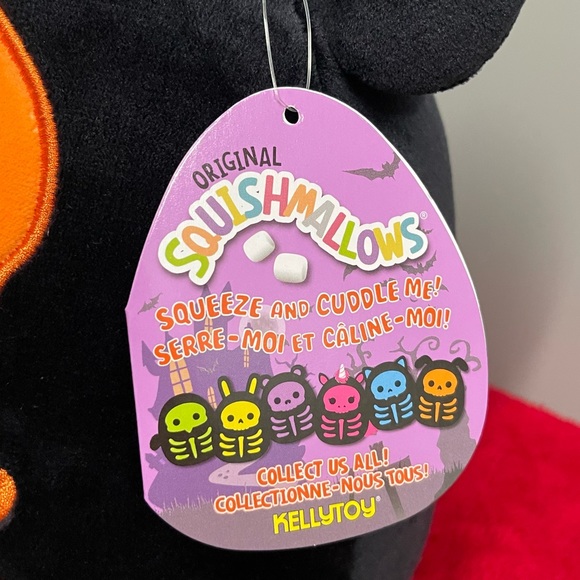 ORIGINAL
SQUISHMALLOWS®
SQUEEZE AND CUDDLE ME!
SERRE-MOI ET CÂLINE-MOI!
COLLECT US ALL!
COLLECTIONNE-NOUS TOUS!
KELLYTOY®